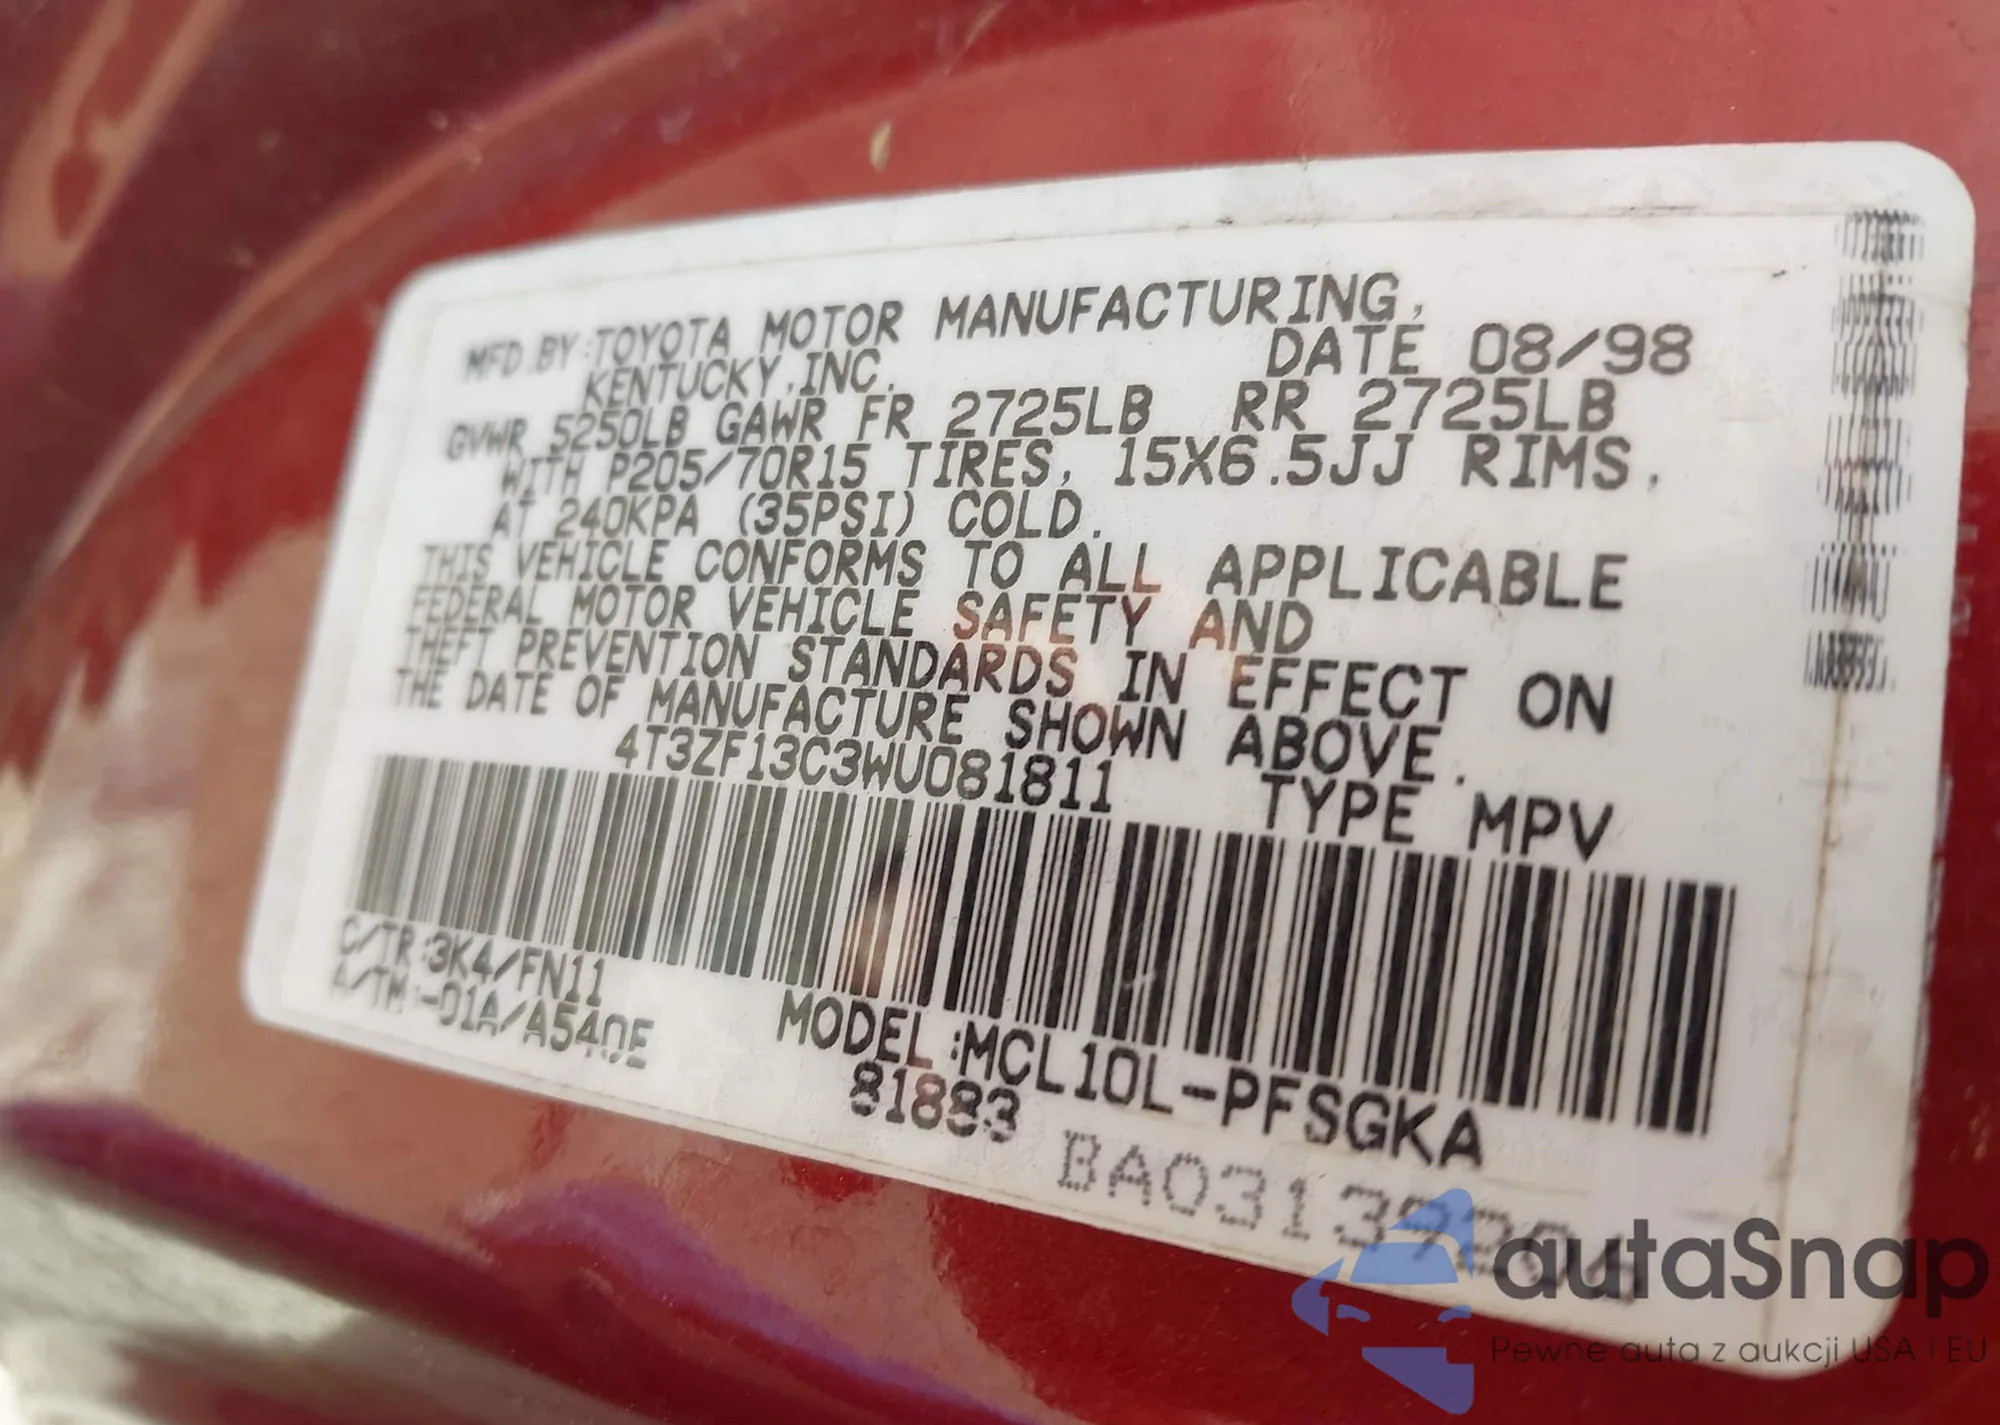 MFD.BY:TOYOTA MOTOR MANUFACTURING,
KENTUCKY,INC. DATE 08/98
GVWR 5250LB GAWR FR 2725LB RR 2725LB
WITH P205/70R15 TIRES, 15X6.5JJ RIMS,
AT 240KPA (35PSI) COLD.
THIS VEHICLE CONFORMS TO ALL APPLICABLE
FEDERAL MOTOR VEHICLE SAFETY AND
THEFT PREVENTION STANDARDS IN EFFECT ON
THE DATE OF MANUFACTURE SHOWN ABOVE.
4T3ZF13C3WU081811 TYPE MPV
C/TR:3K4/FN11
A/TM:-01A/A540E
MODEL:MCL10L-PFSGKA
81883
autaSnap
Pewne auta z aukcji USA i EU